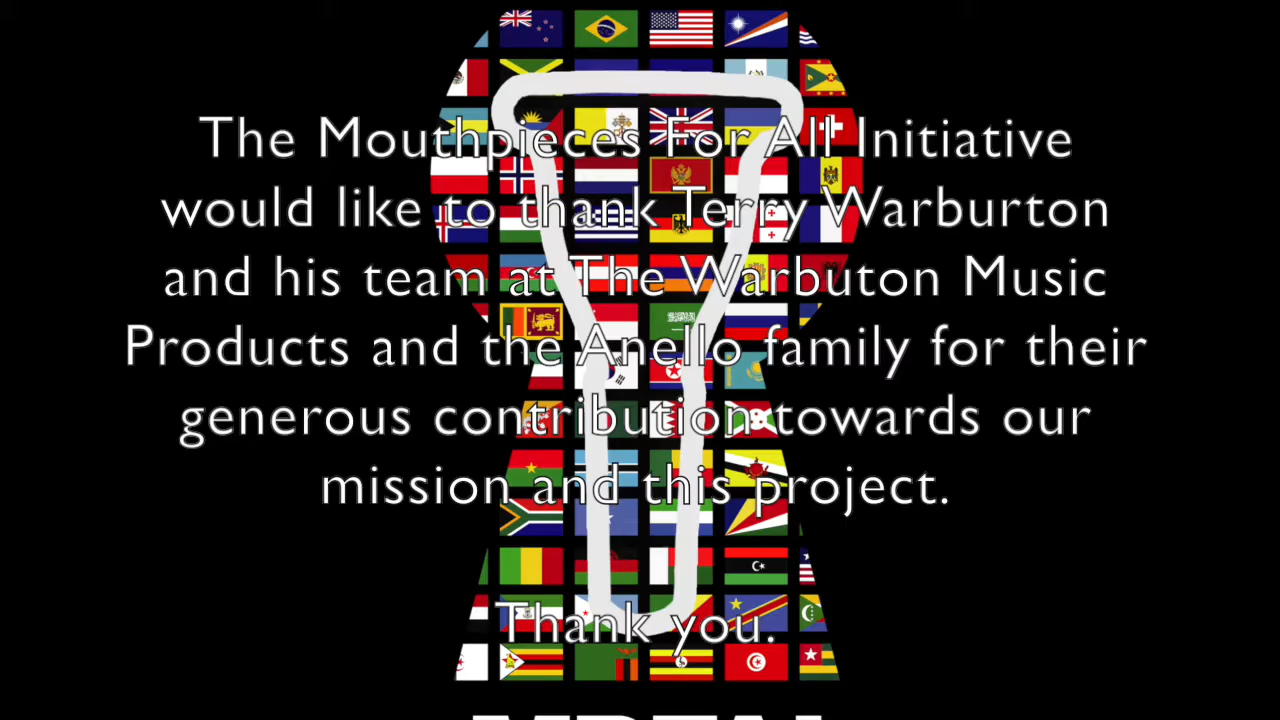 The Mouthpieces For All Initiative
would like to thank Terry Warburton
and his team at The Warbuton Music
Products and the Anello family for their
generous contribution towards our
mission and this project.
Thank you.